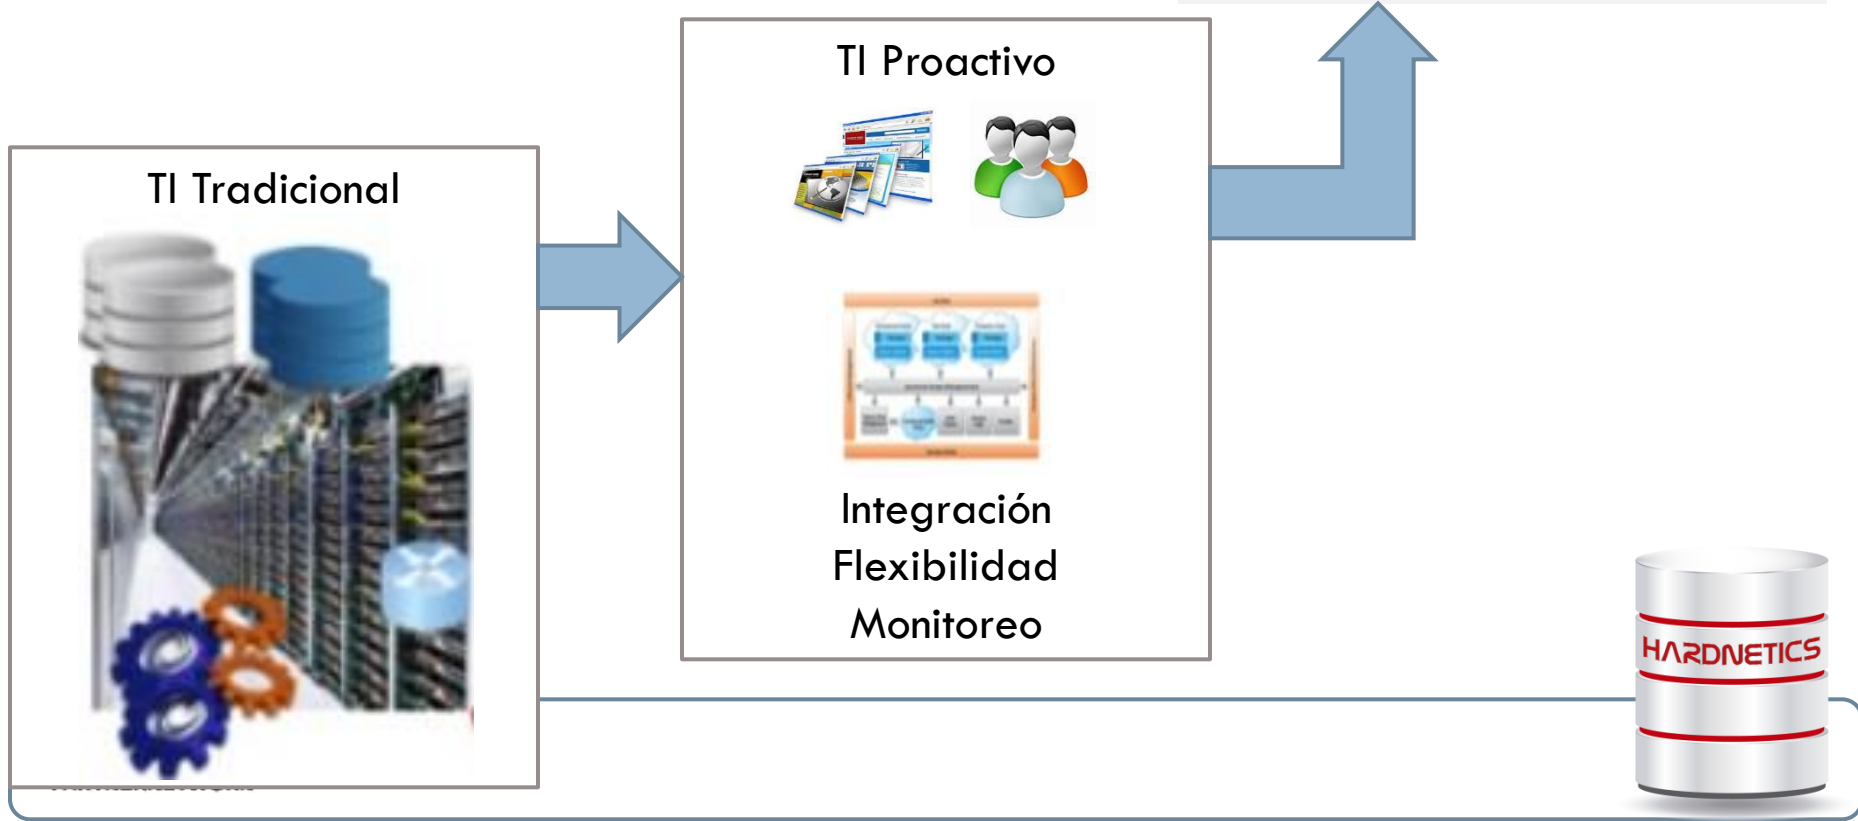 TI Proactivo
TI Tradicional
Integración
Flexibilidad
Monitoreo
HARDNETICS